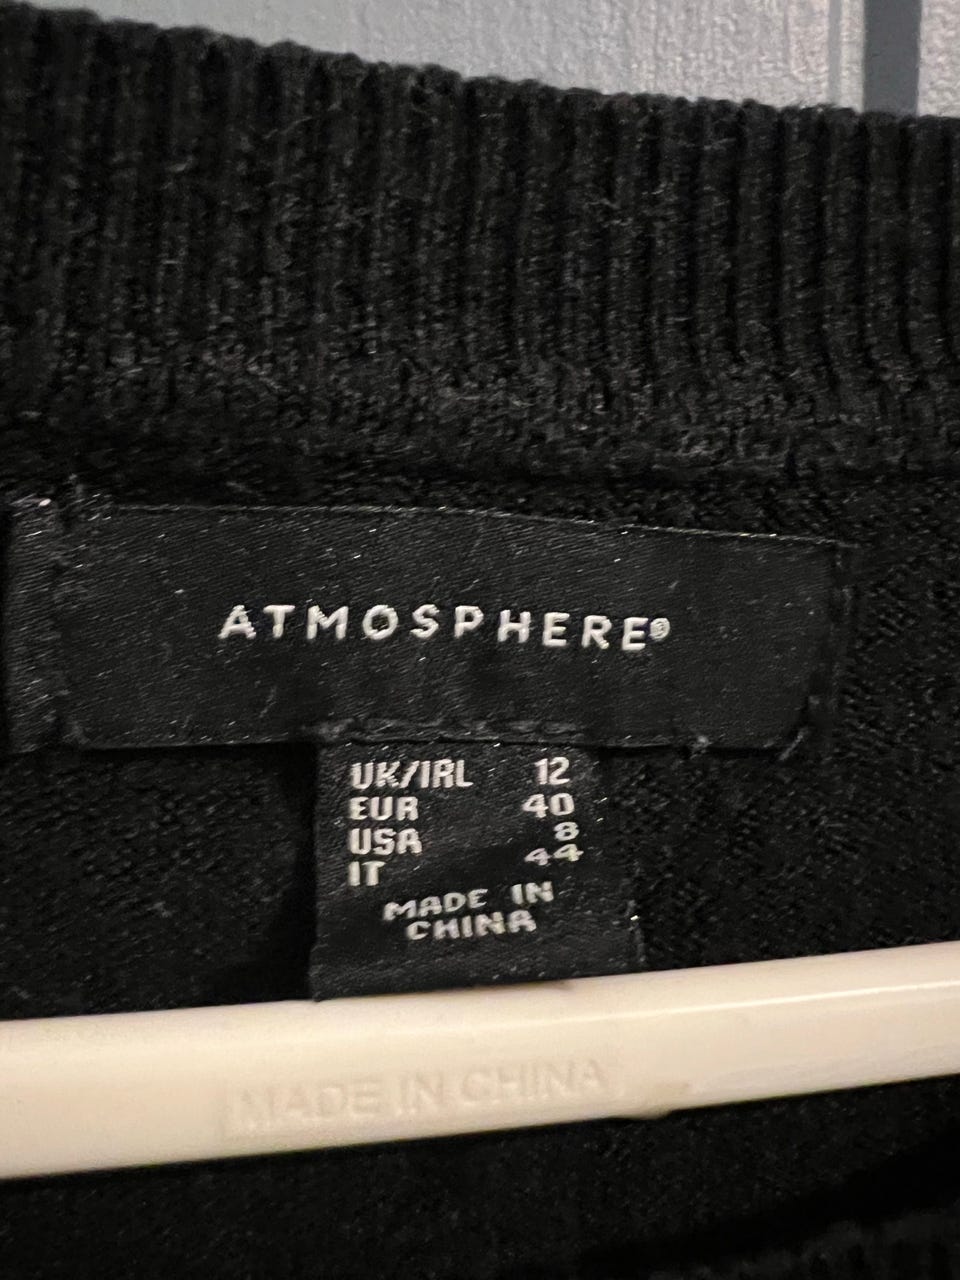 ATMOSPHERE®
UK/IRL 12
EUR 40
USA 8
IT 44
MADE IN
CHINA
MADE IN CHINA